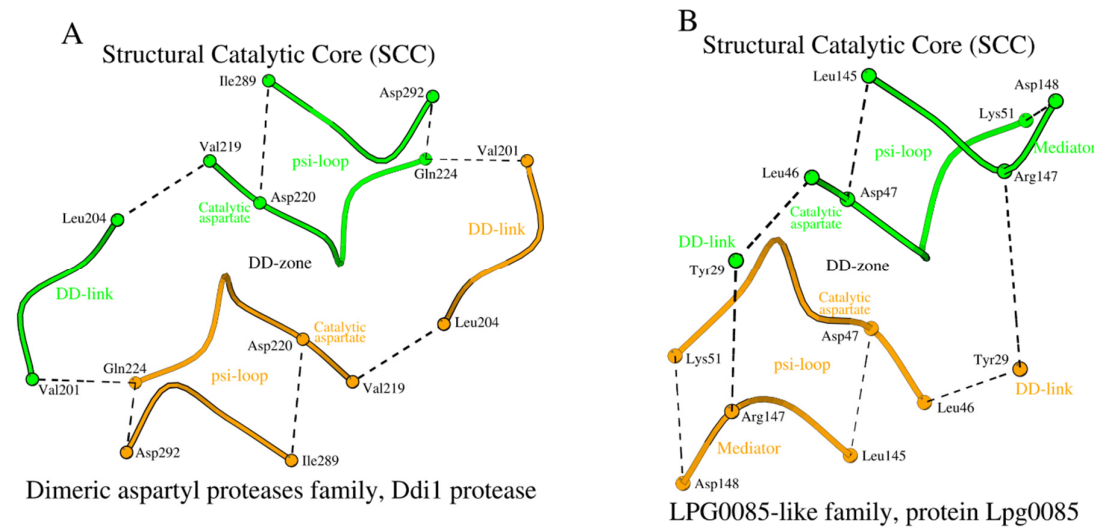 A
Structural Catalytic Core (SCC)
Ile289
Asp292
Val219
psi-loop
Gln224
Val201
Asp220
Catalytic
aspartate
Leu204
DD-link
DD-zone
DD-link
Catalytic
aspartate
Leu204
Asp220
Gln224
psi-loop
Val219
Val201
Asp292
Ile289
Dimeric aspartyl proteases family, Ddi1 protease
B
Structural Catalytic Core (SCC)
Leu145
Asp148
Lys51
psi-loop
Mediator
Leu46
Asp47
Arg147
Catalytic
aspartate
DD-link
Tyr29
DD-zone
Catalytic
aspartate
Asp47
Lys51
psi-loop
Tyr29
DD-link
Leu46
Arg147
Mediator
Leu145
Asp148
LPG0085-like family, protein Lpg0085